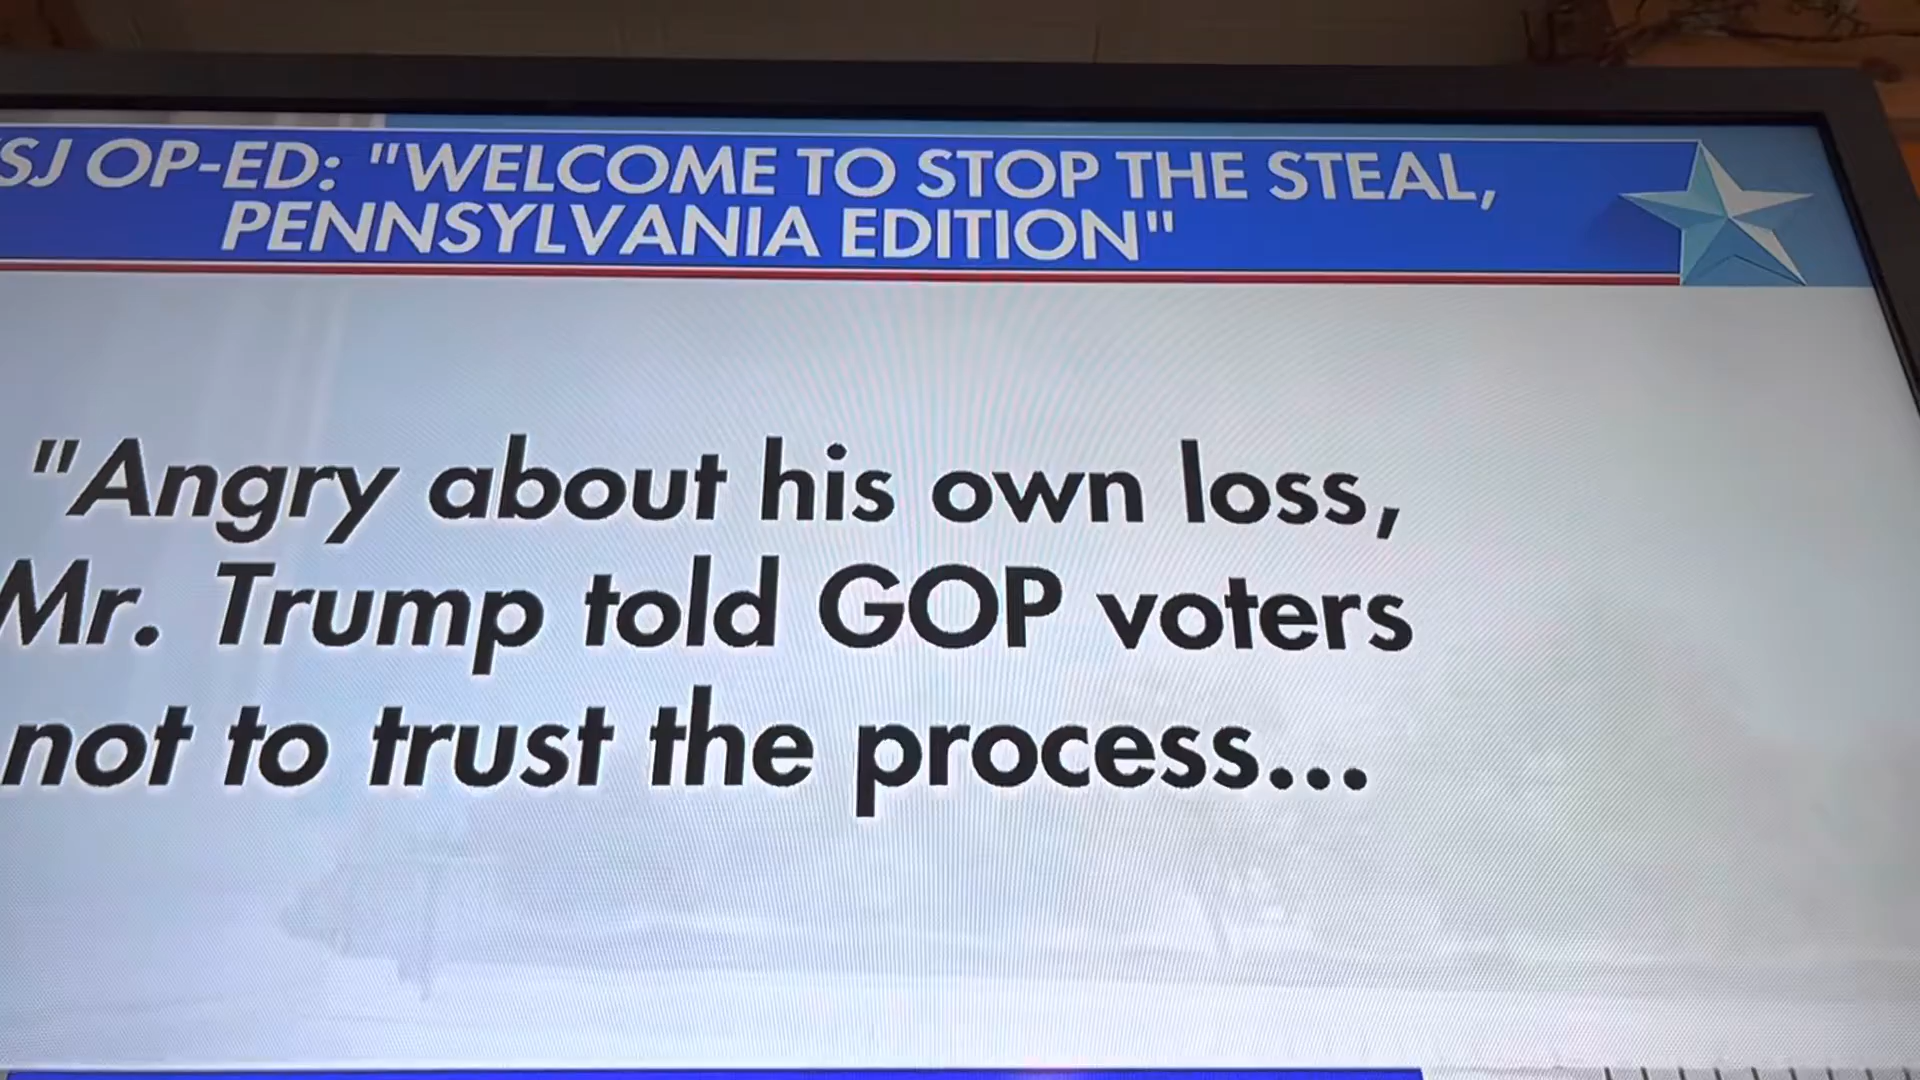 SJ OP-ED: "WELCOME TO STOP THE STEAL,
PENNSYLVANIA EDITION"
"Angry about his own loss,
Mr. Trump told GOP voters
not to trust the process...